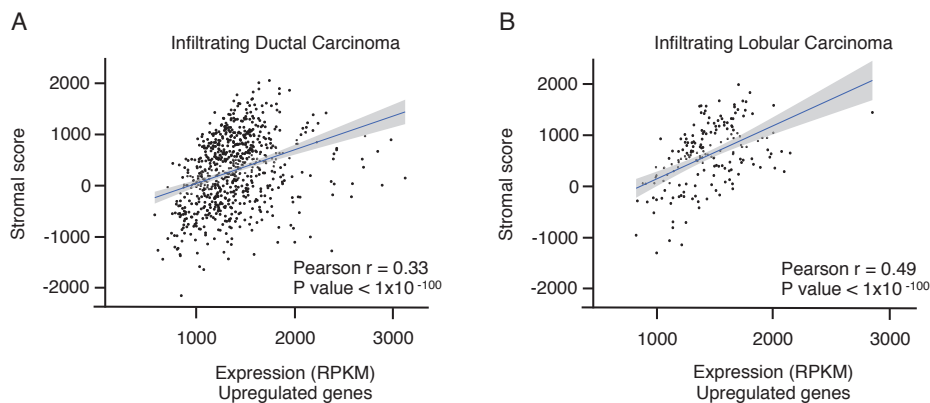 A
Infiltrating Ductal Carcinoma
2000
1000
0
-1000
-2000
Stromal score
Pearson r = 0.33
P value < 1x10 -100
1000
2000
3000
Expression (RPKM)
Upregulated genes
B
Infiltrating Lobular Carcinoma
2000
1000
0
-1000
-2000
Stromal score
Pearson r = 0.49
P value < 1x10 -100
1000
2000
3000
Expression (RPKM)
Upregulated genes